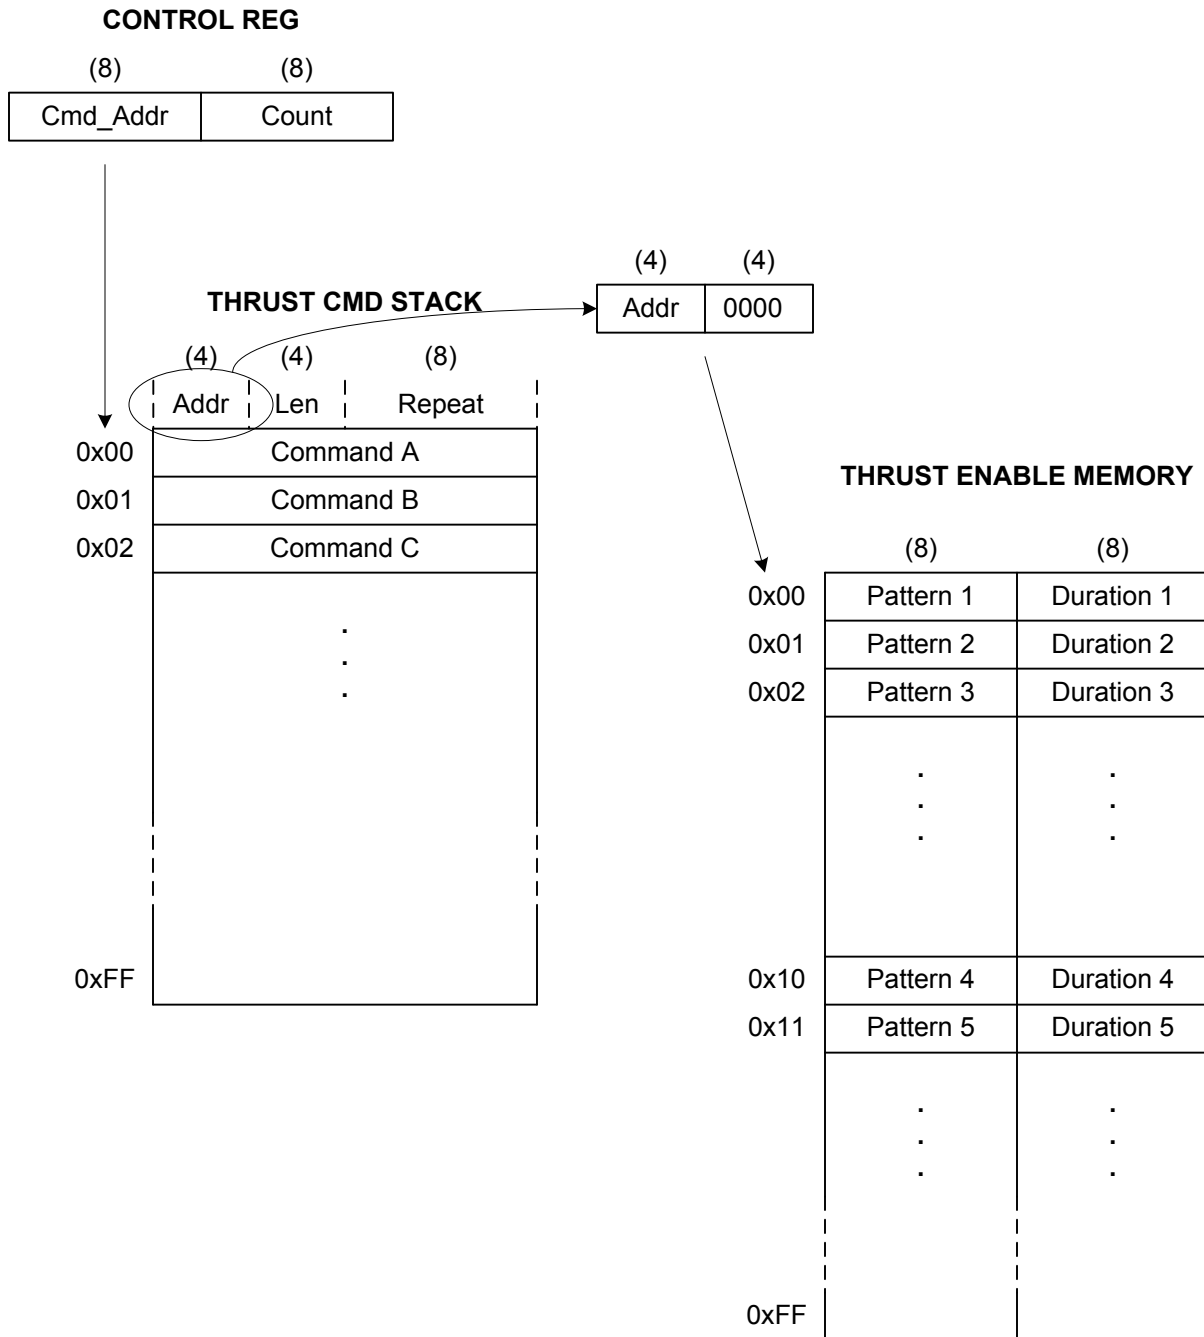 CONTROL REG
(8) (8)
Cmd_Addr Count
(4) (4)
Addr 0000
THRUST CMD STACK
(4) (4) (8)
Addr Len Repeat
0x00 Command A
0x01 Command B
0x02 Command C
.
.
.
0xFF
THRUST ENABLE MEMORY
(8) (8)
0x00 Pattern 1 Duration 1
0x01 Pattern 2 Duration 2
0x02 Pattern 3 Duration 3
. .
. .
. .
0x10 Pattern 4 Duration 4
0x11 Pattern 5 Duration 5
. .
. .
. .
0xFF